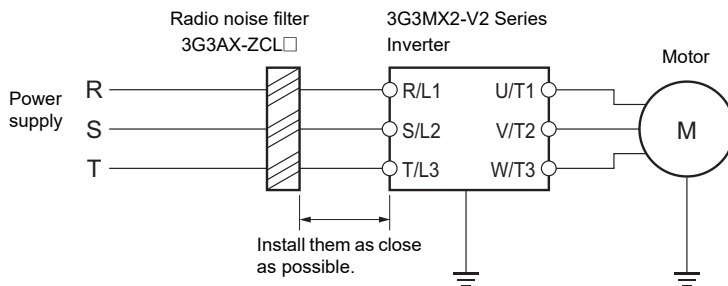 Radio noise filter
3G3AX-ZCL□
3G3MX2-V2 Series
Inverter
Motor
Power
supply
R
S
T
R/L1
S/L2
T/L3
U/T1
V/T2
W/T3
M
Install them as close
as possible.